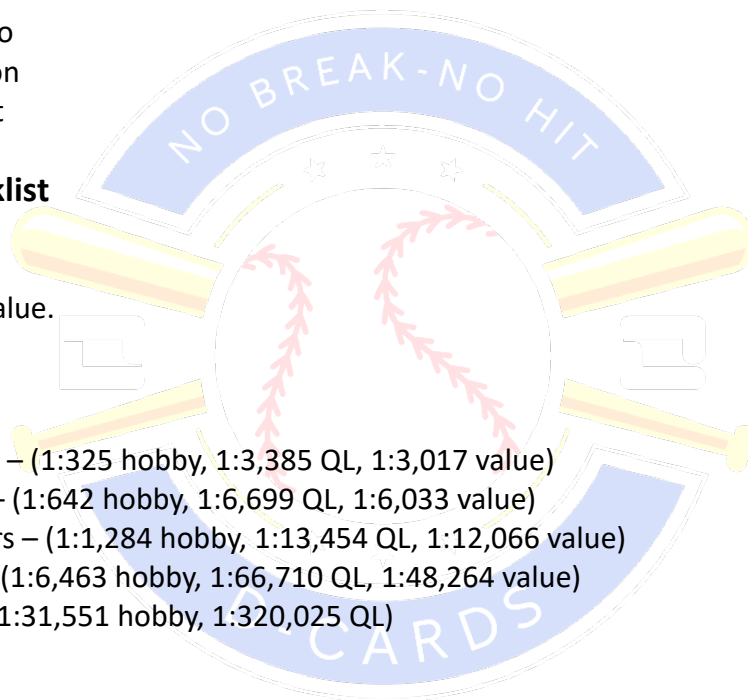 o
on
t
NO BREAK-NO HIT
klist
alue.
– (1:325 hobby, 1:3,385 QL, 1:3,017 value)
– (1:642 hobby, 1:6,699 QL, 1:6,033 value)
rs – (1:1,284 hobby, 1:13,454 QL, 1:12,066 value)
(1:6,463 hobby, 1:66,710 QL, 1:48,264 value)
1:31,551 hobby, 1:320,025 QL)
D-CARDS